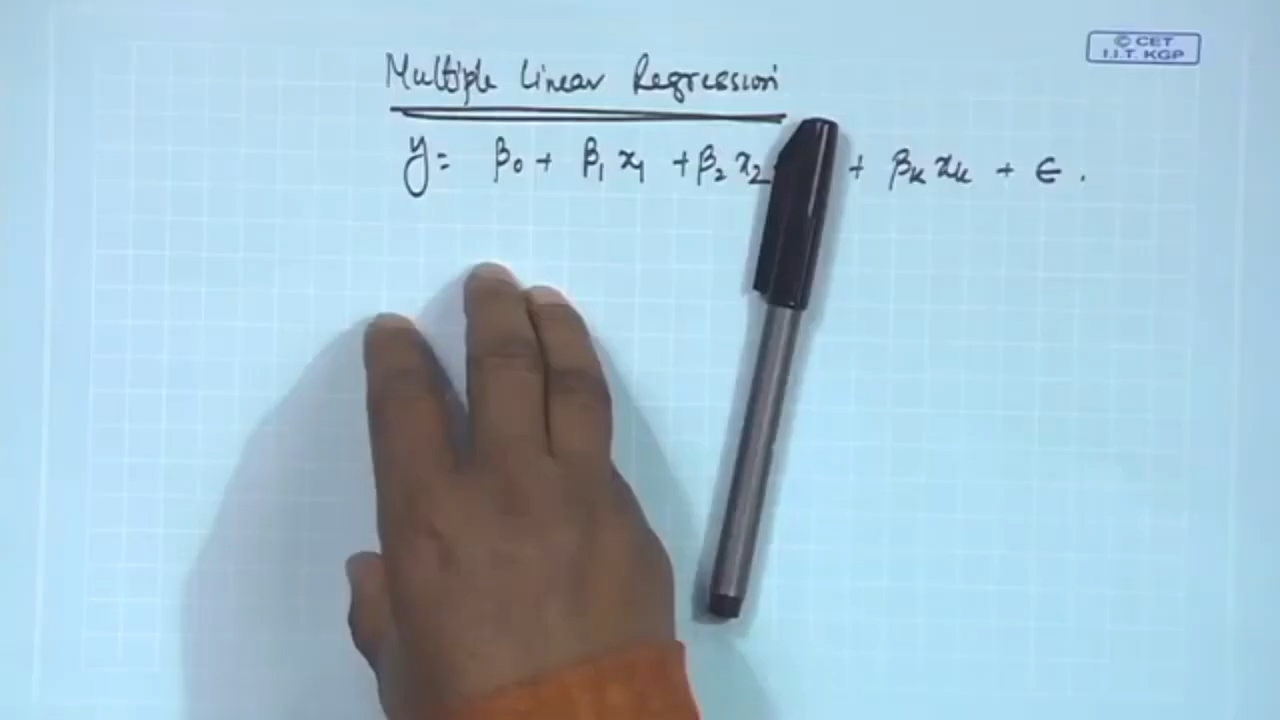 © CET
I.I.T. KGP
Multiple Linear Regression
y = β₀ + β₁ x₁ + β₂ x₂ + βₖ xₖ + ϵ .